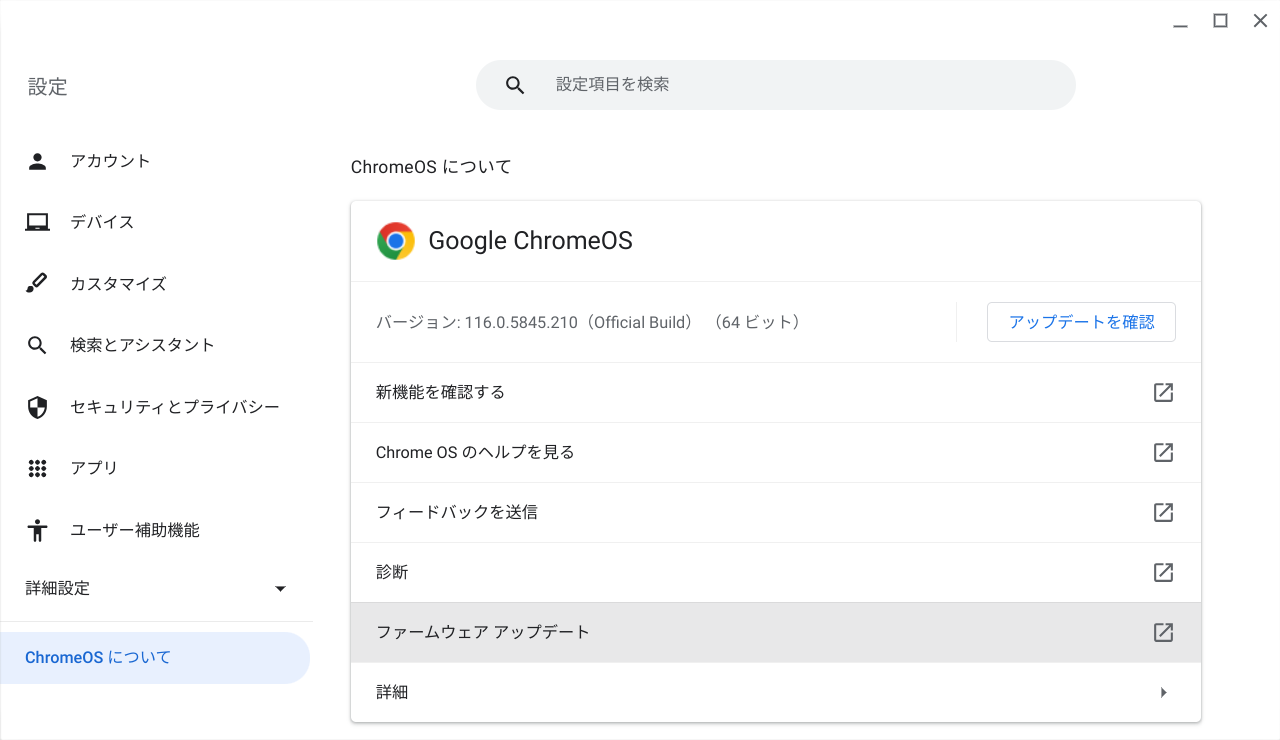 設定
設定項目を検索
アカウント
デバイス
カスタマイズ
検索とアシスタント
セキュリティとプライバシー
アプリ
ユーザー補助機能
詳細設定
ChromeOS について
ChromeOS について
Google ChromeOS
バージョン: 116.0.5845.210（Official Build） （64 ビット）
アップデートを確認
新機能を確認する
Chrome OS のヘルプを見る
フィードバックを送信
診断
ファームウェア アップデート
詳細